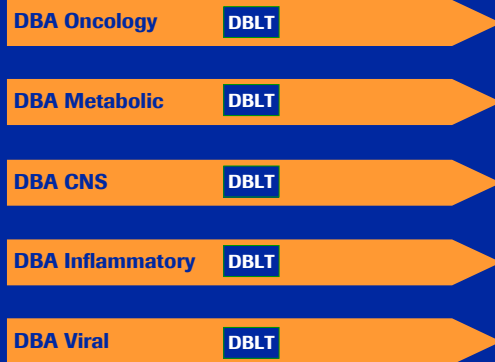 DBA Oncology DBLT
DBA Metabolic DBLT
DBA CNS DBLT
DBA Inflammatory DBLT
DBA Viral DBLT